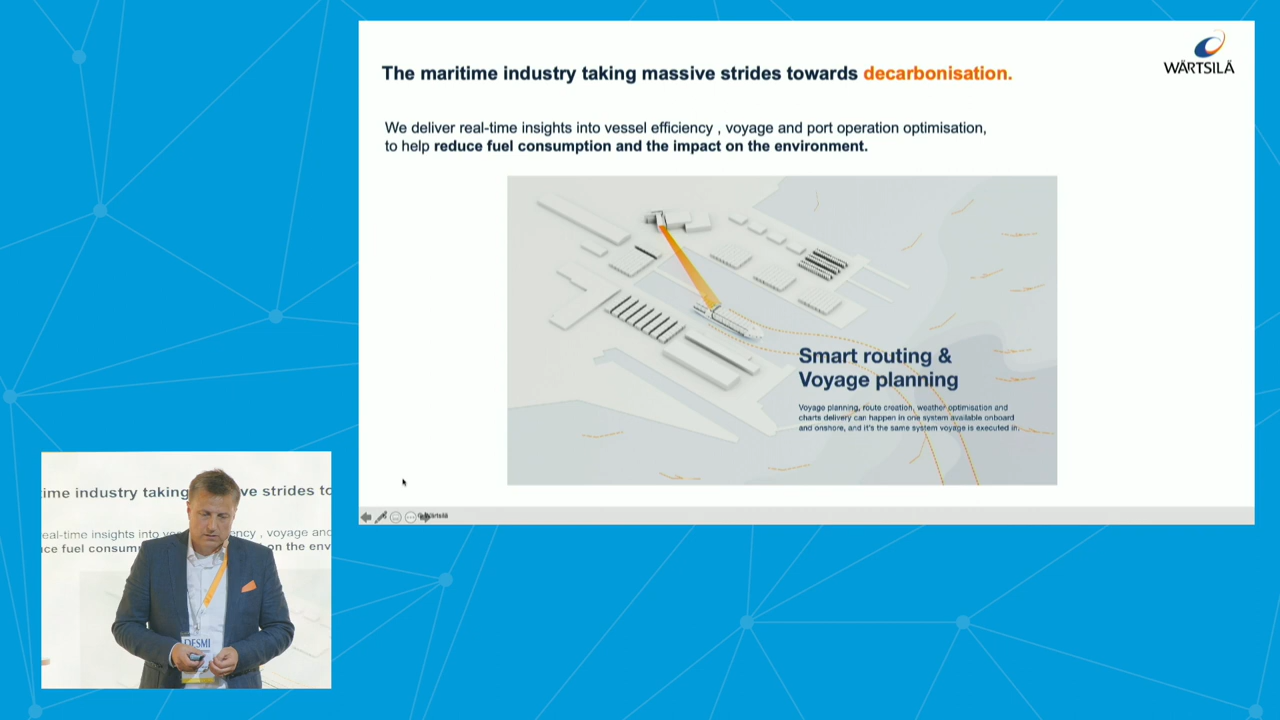 The maritime industry taking massive strides towards decarbonisation.
WÄRTSILÄ
We deliver real-time insights into vessel efficiency , voyage and port operation optimisation,
to help reduce fuel consumption and the impact on the environment.
Smart routing &
Voyage planning
Voyage planning, route creation, weather optimisation and
charts delivery can happen in one system available onboard
and onshore, and it's the same system voyage is executed in.
© Wärtsilä
ime industry taking ve strides to
eal-time insights into ency , voyage and
ce fuel consum on the env
DESMI